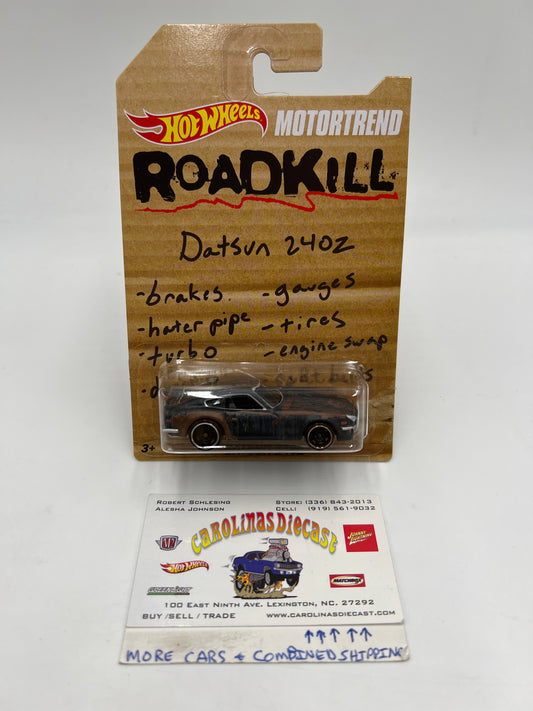 HOT WHEELS MOTORTREND
ROADKILL
Datsun 240z
-brakes. -gauges
-hater pipe -tires
-turbo -engine swap
3+
ROBERT SCHLESING STORE: (336) 843-2013
ALESHA JOHNSON CELL: (919) 561-9032
CAROLINAS DIECAST
HOT WHEELS
MATCHBOX
100 EAST NINTH AVE. LEXINGTON, NC, 27292
BUY /SELL / TRADE WWW.CAROLINASDIECAST.COM
↑↑↑↑↑
MORE CARS + COMBINED SHIPPING